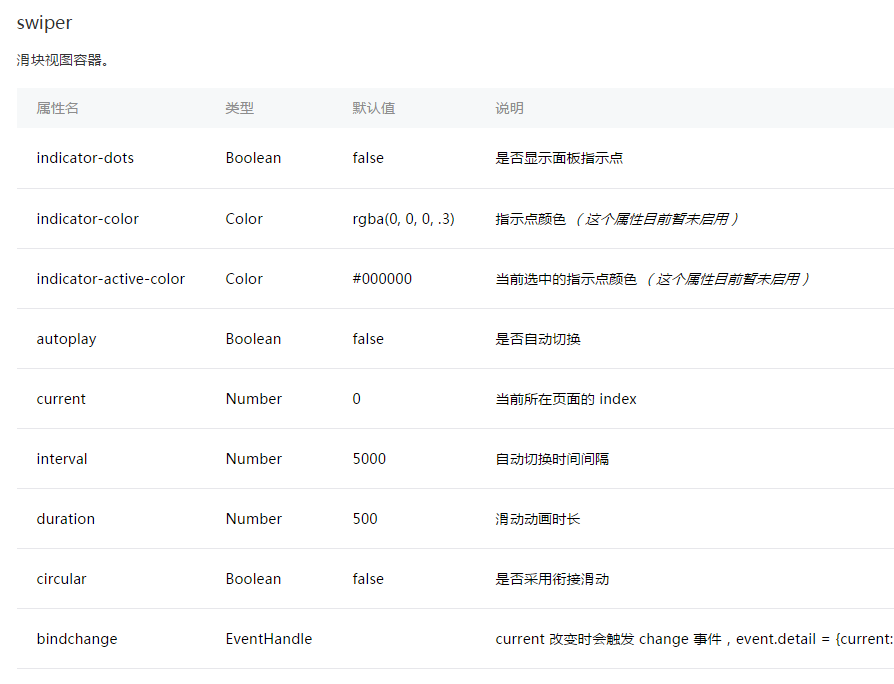 swiper
滑块视图容器。
属性名 类型 默认值 说明
indicator-dots Boolean false 是否显示面板指示点
indicator-color Color rgba(0, 0, 0, .3) 指示点颜色（这个属性目前暂未启用）
indicator-active-color Color #000000 当前选中的指示点颜色（这个属性目前暂未启用）
autoplay Boolean false 是否自动切换
current Number 0 当前所在页面的 index
interval Number 5000 自动切换时间间隔
duration Number 500 滑动动画时长
circular Boolean false 是否采用衔接滑动
bindchange EventHandle current 改变时会触发 change 事件，event.detail = {current: